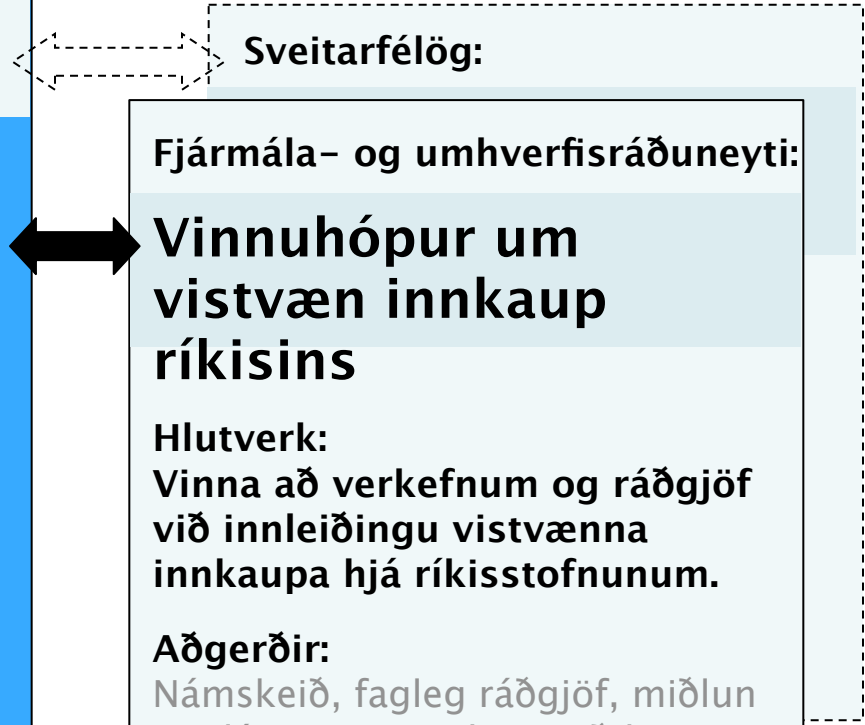 Sveitarfélög:
Fjármála- og umhverfisráðuneyti:
Vinnuhópur um
vistvæn innkaup
ríkisins
Hlutverk:
Vinna að verkefnum og ráðgjöf
við innleiðingu vistvænna
innkaupa hjá ríkisstofnunum.
Aðgerðir:
Námskeið, fagleg ráðgjöf, miðlun